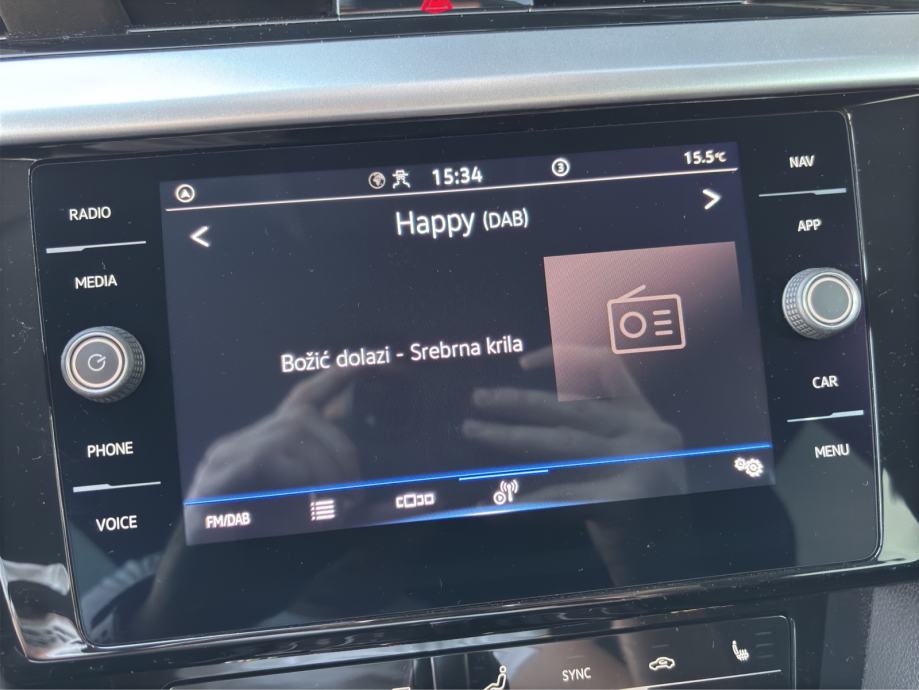 15:34
3
15.5°C
NAV
RADIO
Happy (DAB)
APP
MEDIA
Božić dolazi - Srebrna krila
CAR
PHONE
MENU
FM/DAB
VOICE
SYNC